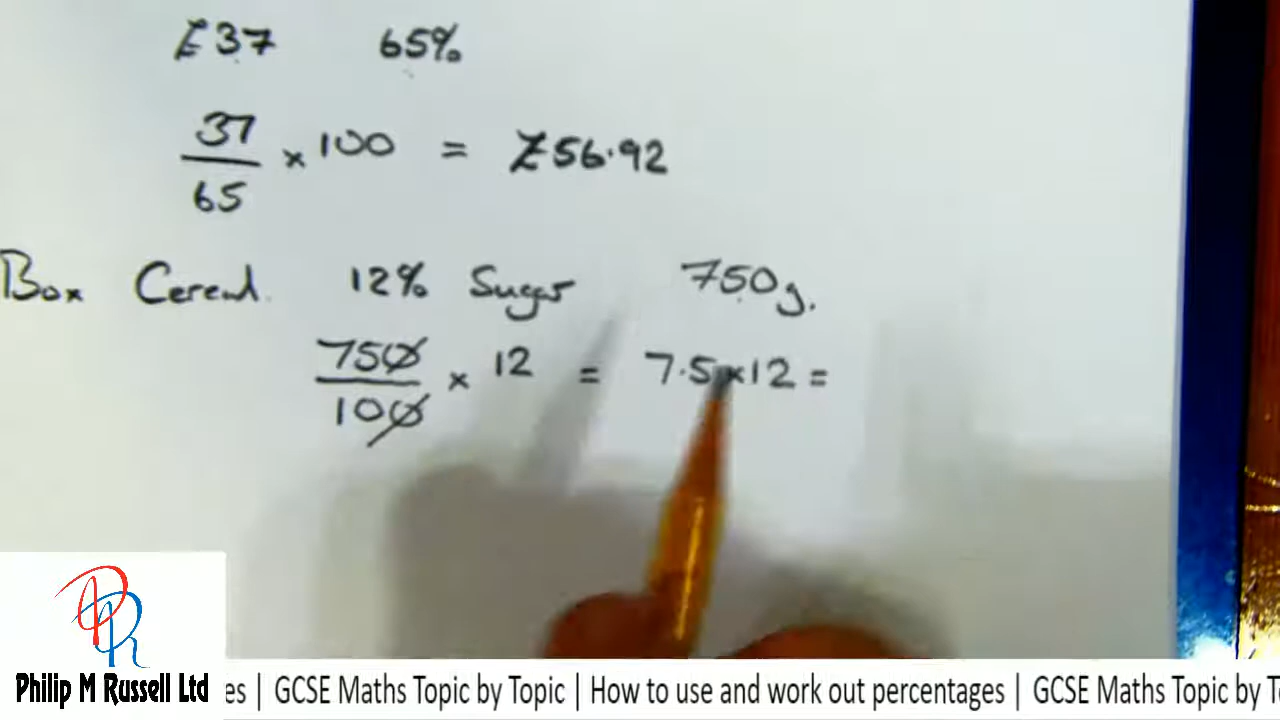 £37 65%
37/65 × 100 = £56.92
Box Cereal. 12% Sugar 750g.
750/100 × 12 = 7.5×12=
Philip M Russell Ltd
es | GCSE Maths Topic by Topic | How to use and work out percentages | GCSE Maths Topic by T